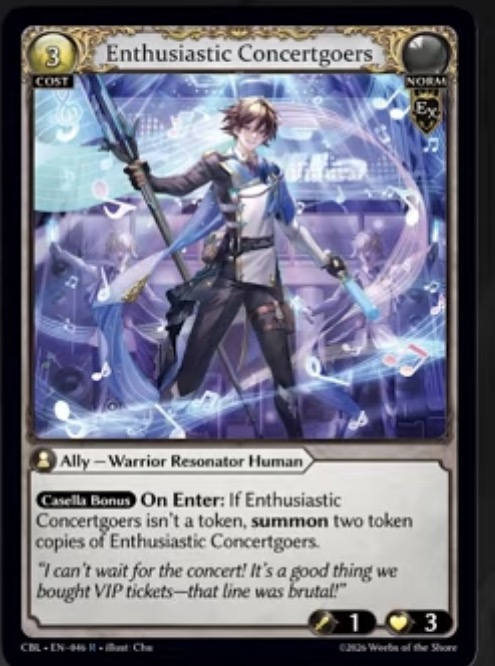 3
Enthusiastic Concertgoers
COST
NORM
EX
Ally — Warrior Resonator Human
Casella Bonus On Enter: If Enthusiastic
Concertgoers isn't a token, summon two token
copies of Enthusiastic Concertgoers.
"I can't wait for the concert! It's a good thing we
bought VIP tickets—that line was brutal!"
1
3
CBL • EN-046 R • illust: Chu
©2026 Weebs of the Shore